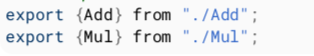 export {Add} from "./Add";
export {Mul} from "./Mul";